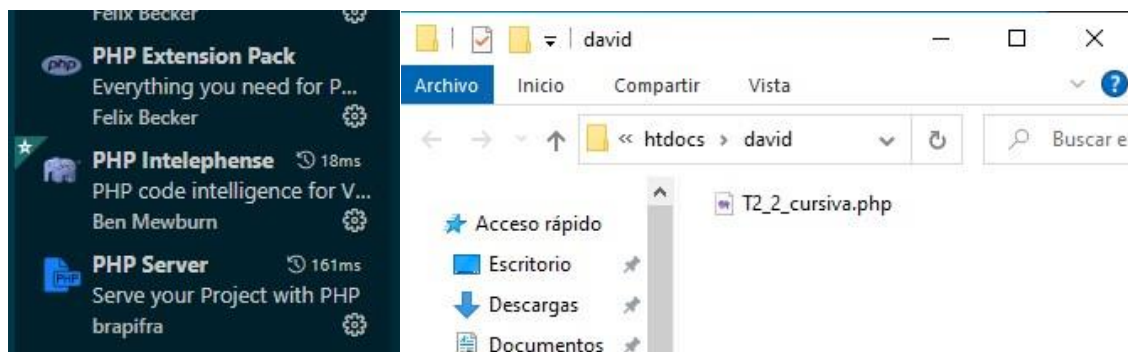 Felix Becker
php
PHP Extension Pack
Everything you need for P...
Felix Becker
PHP Intelephense 18ms
PHP code intelligence for V...
Ben Mewburn
PHP Server 161ms
PHP
Serve your Project with PHP
brapifra
david
Archivo Inicio Compartir Vista
« htdocs > david
Buscar e
T2_2_cursiva.php
Acceso rápido
Escritorio
Descargas
Documentos